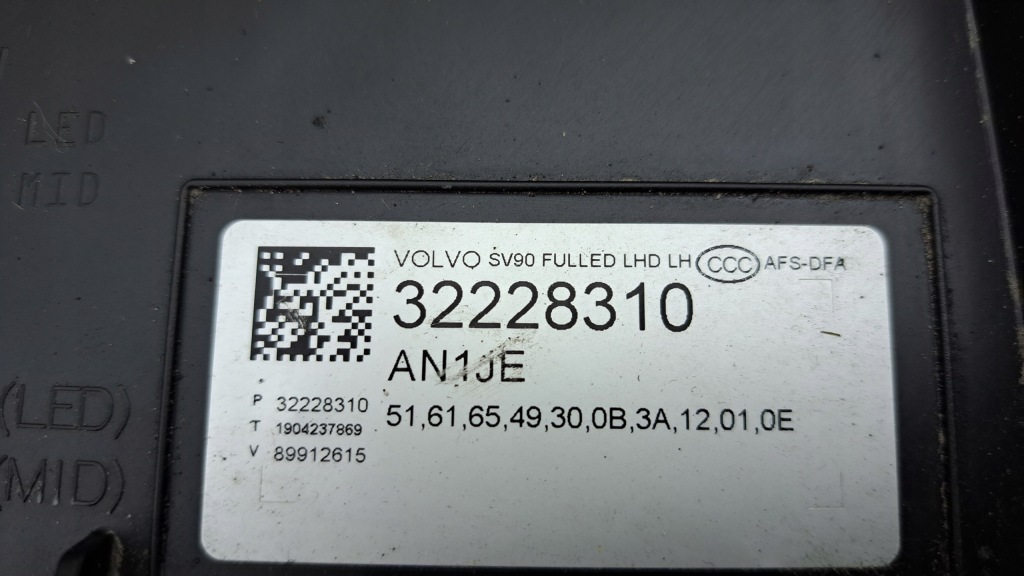 LED
MID
VOLVO SV90 FULLED LHD LH CCC AFS-DFA
32228310
AN1JE
P 32228310
T 1904237869
V 89912615
51,61,65,49,30,0B,3A,12,01,0E
(LED)
(MID)